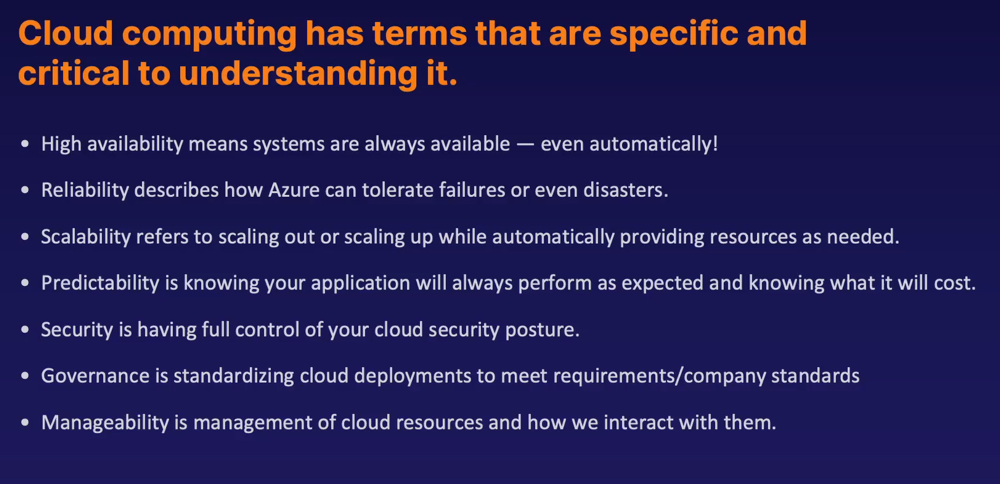 Cloud computing has terms that are specific and
critical to understanding it.
• High availability means systems are always available — even automatically!
• Reliability describes how Azure can tolerate failures or even disasters.
• Scalability refers to scaling out or scaling up while automatically providing resources as needed.
• Predictability is knowing your application will always perform as expected and knowing what it will cost.
• Security is having full control of your cloud security posture.
• Governance is standardizing cloud deployments to meet requirements/company standards
• Manageability is management of cloud resources and how we interact with them.